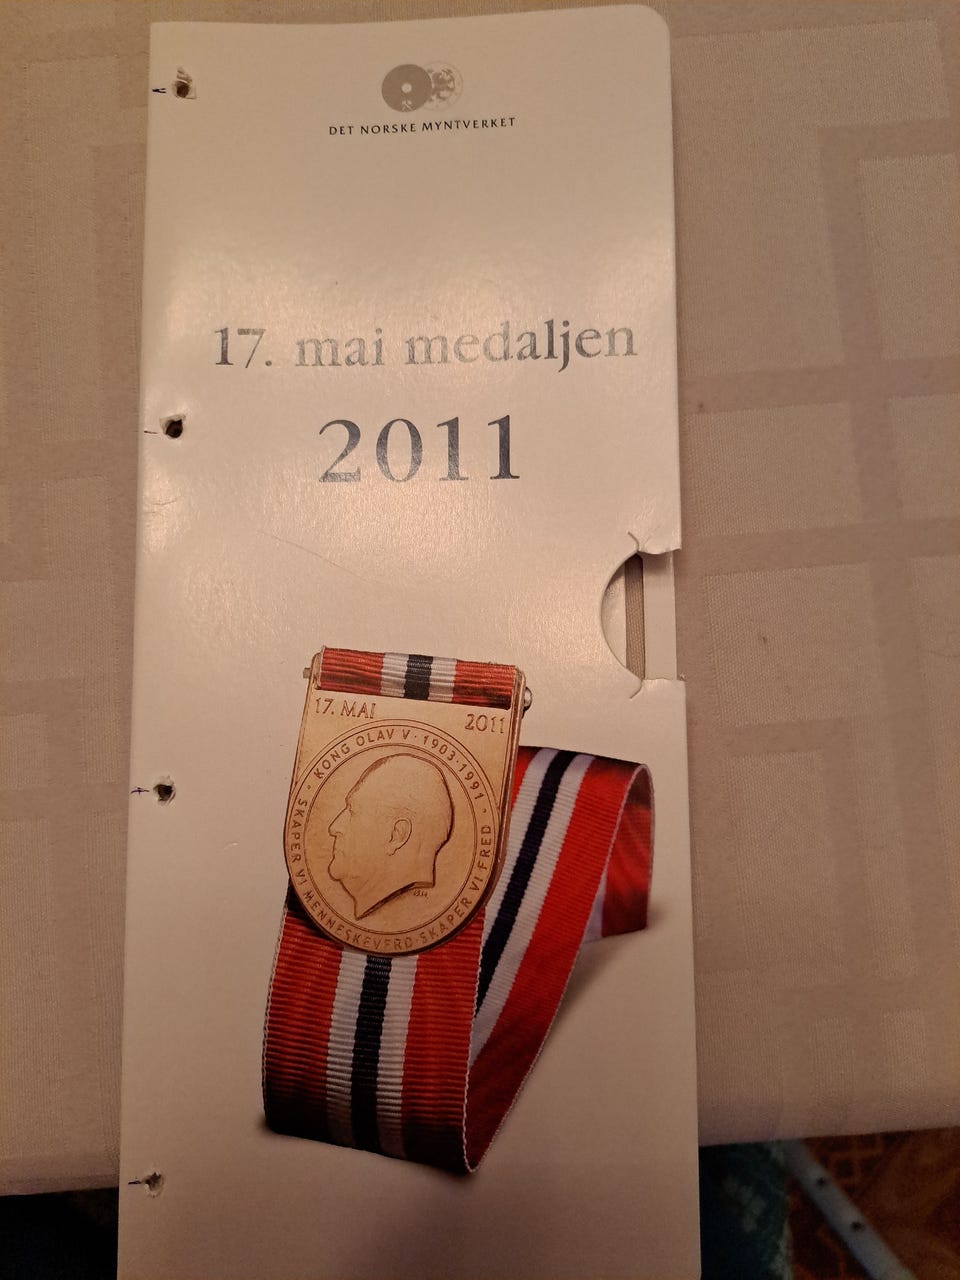 DET NORSKE MYNTVERKET
17. mai medaljen
2011
17. MAI
2011
KONG OLAV V · 1903·1991 ·
SKAPER VI MENNESKEVERD·SKAPER VI FRED